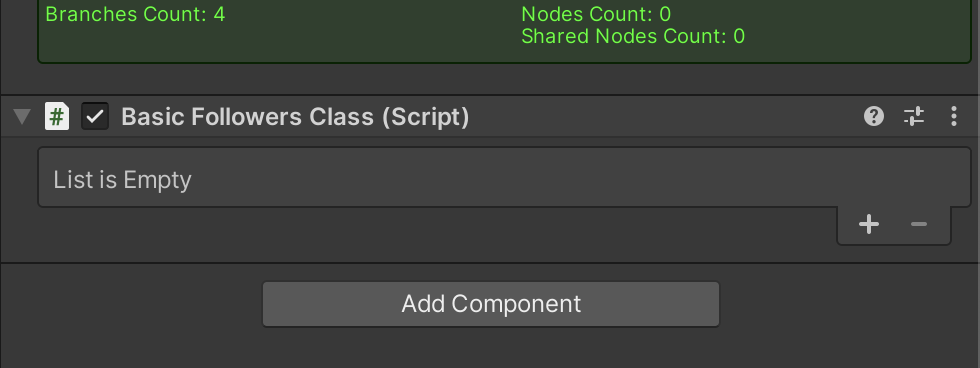 Branches Count: 4
Nodes Count: 0
Shared Nodes Count: 0
# Basic Followers Class (Script)
List is Empty
Add Component